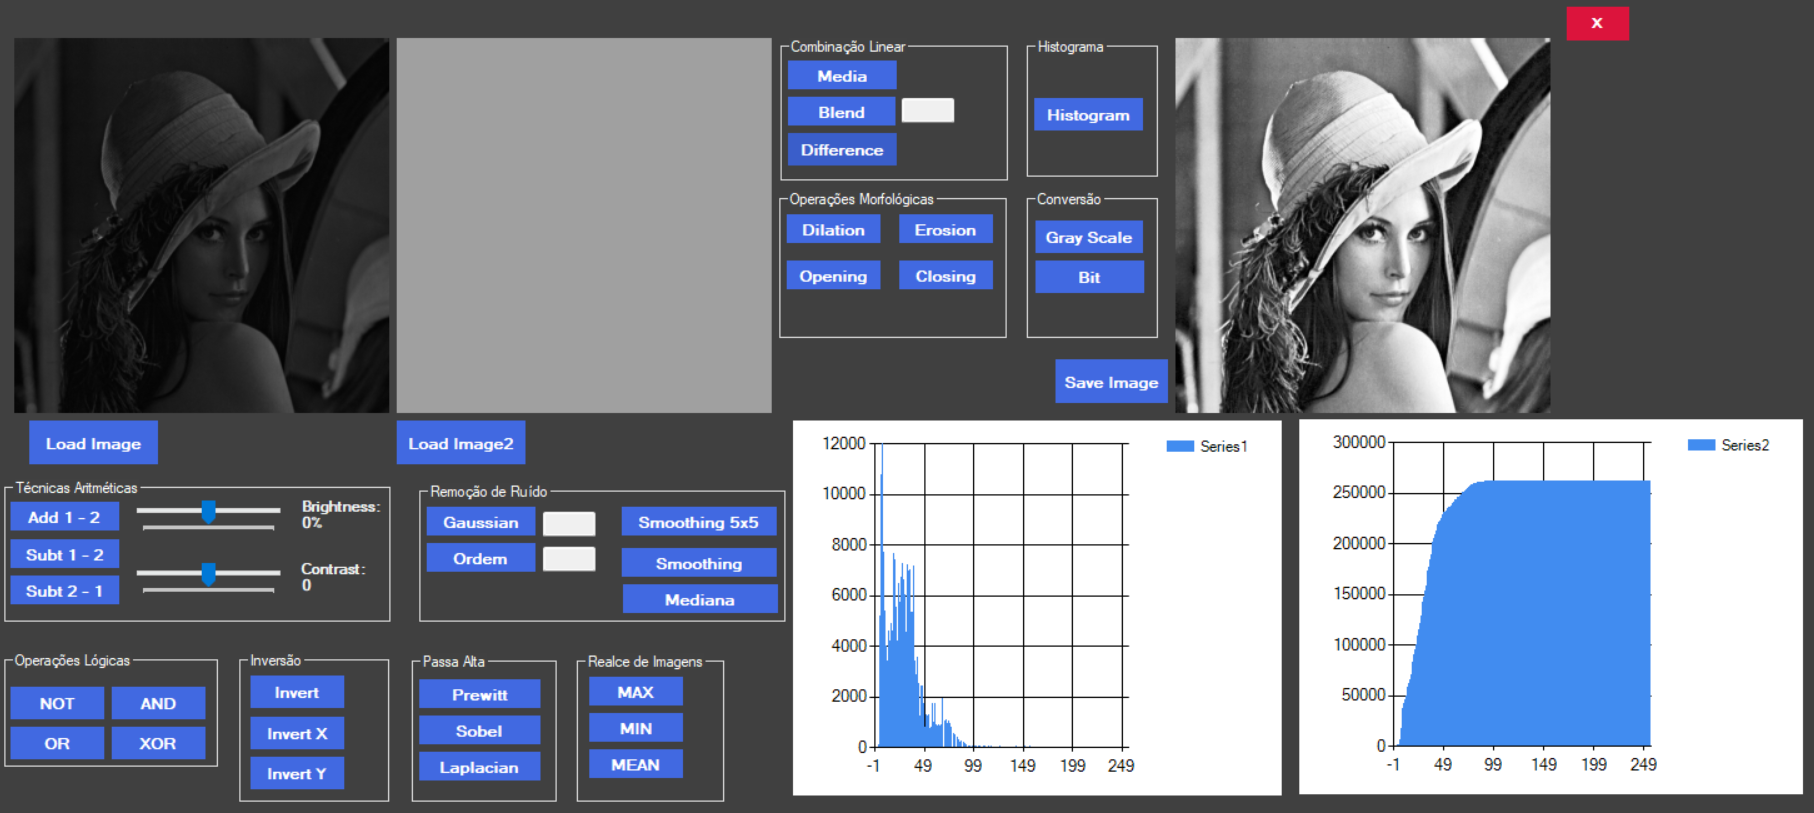 X
Combinação Linear
Media
Blend
Difference
Histograma
Histogram
Operações Morfológicas
Dilation
Erosion
Opening
Closing
Conversão
Gray Scale
Bit
Save Image
Load Image
Load Image2
Técnicas Aritméticas
Add 1 - 2
Subt 1 - 2
Subt 2 - 1
Brightness:
0%
Contrast:
0
Remoção de Ruído
Gaussian
Ordem
Smoothing 5x5
Smoothing
Mediana
Operações Lógicas
NOT
AND
OR
XOR
Inversão
Invert
Invert X
Invert Y
Passa Alta
Prewitt
Sobel
Laplacian
Realce de Imagens
MAX
MIN
MEAN
12000
10000
8000
6000
4000
2000
0
-1 49 99 149 199 249
Series1
300000
250000
200000
150000
100000
50000
0
-1 49 99 149 199 249
Series2